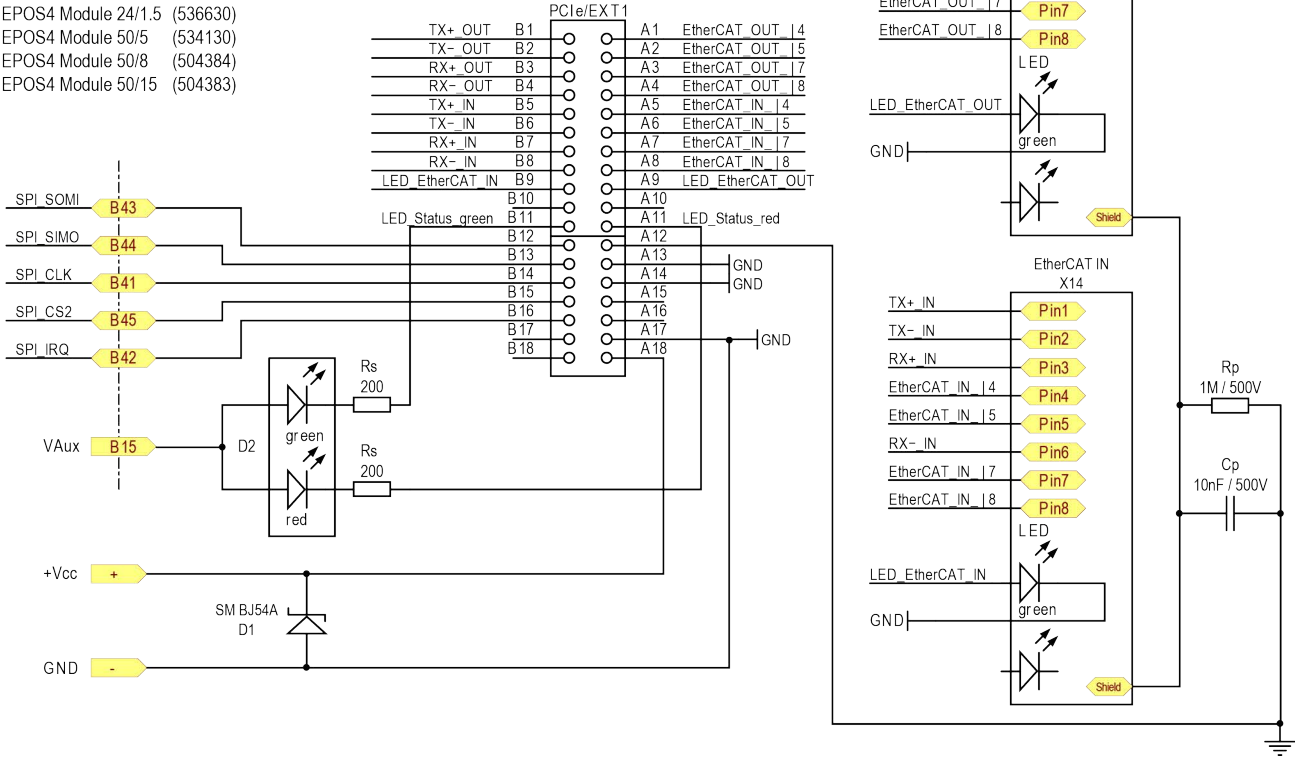 EPOS4 Module 24/1.5 (536630)
EPOS4 Module 50/5 (534130)
EPOS4 Module 50/8 (504384)
EPOS4 Module 50/15 (504383)
PCIe/EXT1
TX+_OUT B1 A1 EtherCAT_OUT_|4
TX-_OUT B2 A2 EtherCAT_OUT_|5
RX+_OUT B3 A3 EtherCAT_OUT_|7
RX-_OUT B4 A4 EtherCAT_OUT_|8
TX+_IN B5 A5 EtherCAT_IN_|4
TX-_IN B6 A6 EtherCAT_IN_|5
RX+_IN B7 A7 EtherCAT_IN_|7
RX-_IN B8 A8 EtherCAT_IN_|8
LED_EtherCAT_IN B9 A9 LED_EtherCAT_OUT
B10 A10
LED_Status_green B11 A11 LED_Status_red
B12 A12
B13 A13 GND
B14 A14 GND
B15 A15
B16 A16
B17 A17 GND
B18 A18
SPI_SOMI B43
SPI_SIMO B44
SPI_CLK B41
SPI_CS2 B45
SPI_IRQ B42
VAux B15
D2
green
red
Rs
200
Rs
200
+Vcc +
SMBJ54A
D1
GND -
EtherCAT_OUT_|7 Pin7
EtherCAT_OUT_|8 Pin8
LED
LED_EtherCAT_OUT
green
GND
Shield
EtherCAT IN
X14
TX+_IN Pin1
TX-_IN Pin2
RX+_IN Pin3
EtherCAT_IN_|4 Pin4
EtherCAT_IN_|5 Pin5
RX-_IN Pin6
EtherCAT_IN_|7 Pin7
EtherCAT_IN_|8 Pin8
LED
LED_EtherCAT_IN
green
GND
Shield
Rp
1M / 500V
Cp
10nF / 500V